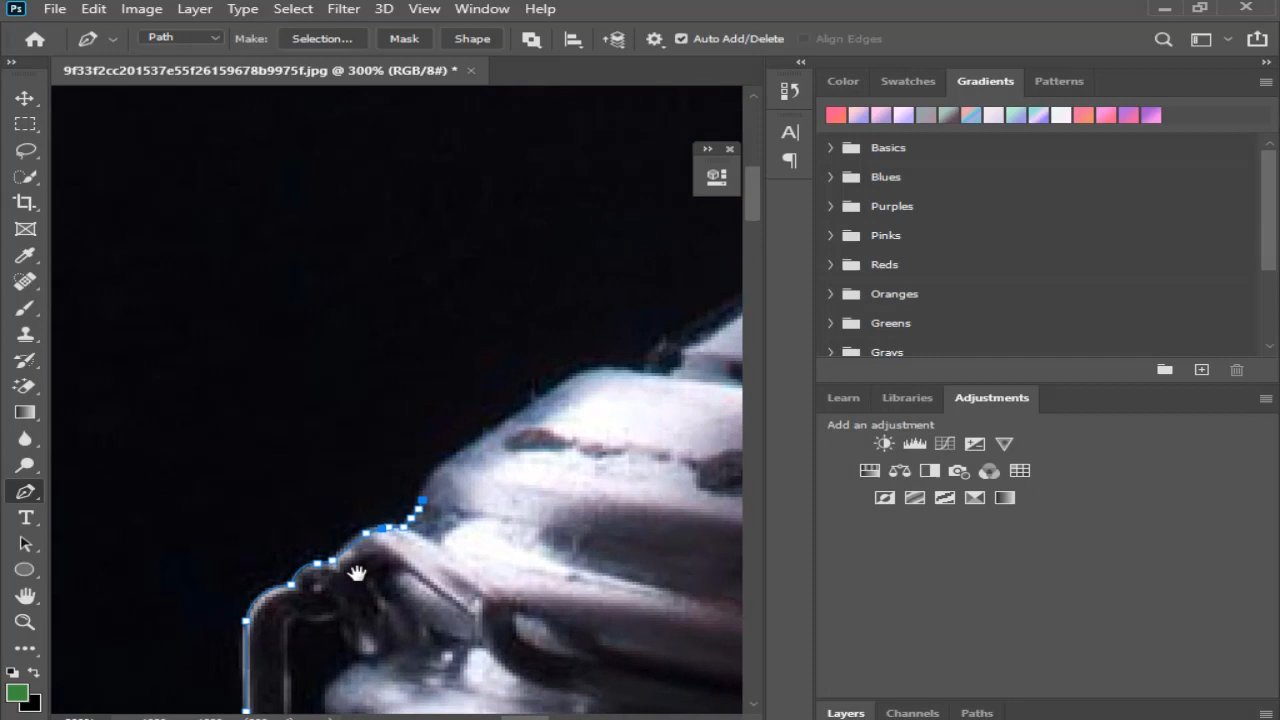 Ps File Edit Image Layer Type Select Filter 3D View Window Help
Path Make: Selection... Mask Shape Auto Add/Delete Align Edges
9f33f2cc201537e55f26159678b9975f.jpg @ 300% (RGB/8#) *
Color Swatches Gradients Patterns
Basics
Blues
Purples
Pinks
Reds
Oranges
Greens
Grays
Learn Libraries Adjustments
Add an adjustment
Layers Channels Paths